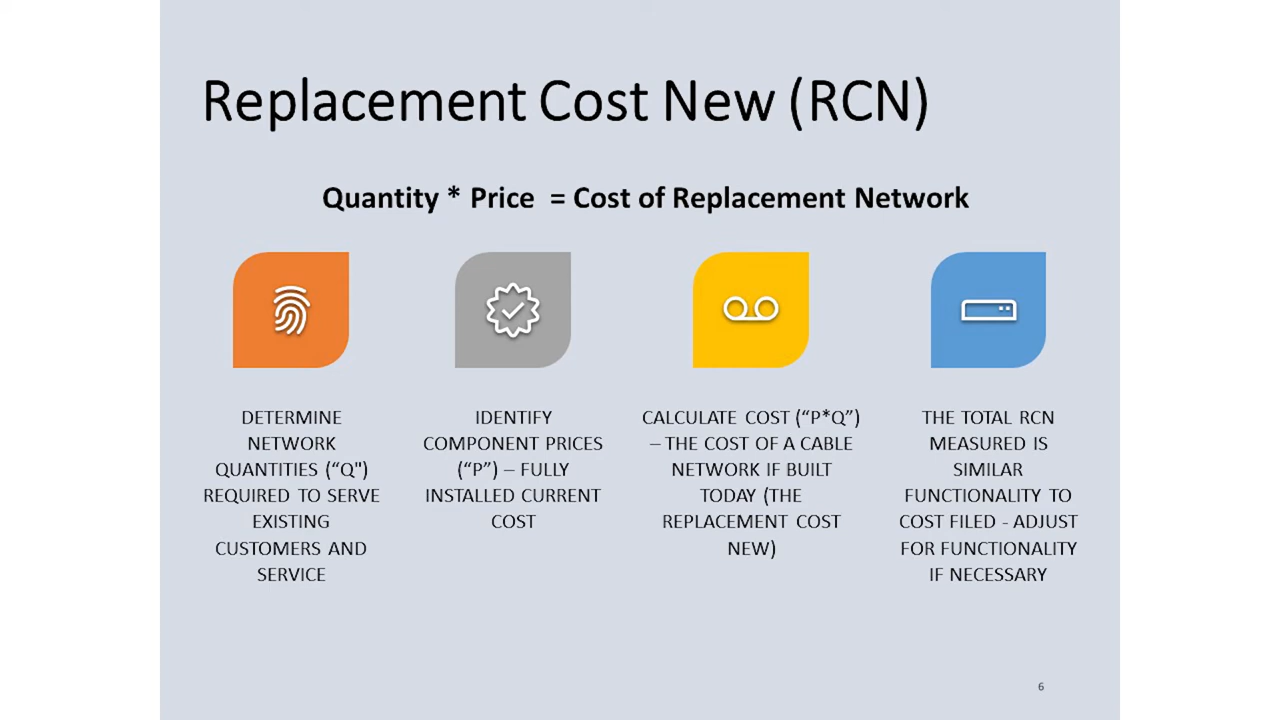 Replacement Cost New (RCN)
Quantity * Price  = Cost of Replacement Network
DETERMINE
NETWORK
QUANTITIES (“Q")
REQUIRED TO SERVE
EXISTING
CUSTOMERS AND
SERVICE
IDENTIFY
COMPONENT PRICES
(“P”) – FULLY
INSTALLED CURRENT
COST
CALCULATE COST (“P*Q”)
– THE COST OF A CABLE
NETWORK IF BUILT
TODAY (THE
REPLACEMENT COST
NEW)
THE TOTAL RCN
MEASURED IS
SIMILAR
FUNCTIONALITY TO
COST FILED - ADJUST
FOR FUNCTIONALITY
IF NECESSARY
6